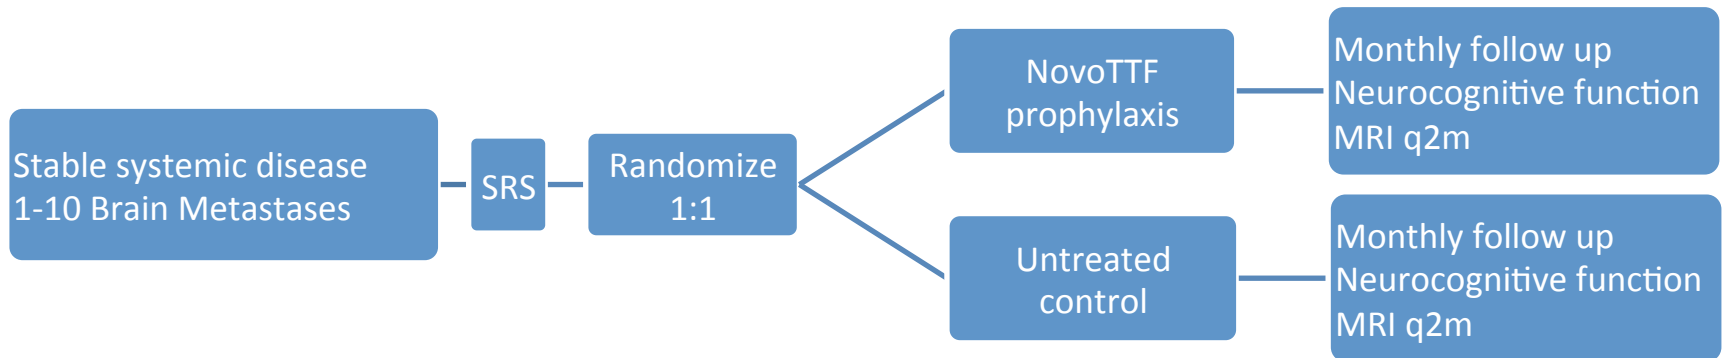 Stable systemic disease
1-10 Brain Metastases
SRS
Randomize
1:1
NovoTTF
prophylaxis
Monthly follow up
Neurocognitive function
MRI q2m
Untreated
control
Monthly follow up
Neurocognitive function
MRI q2m